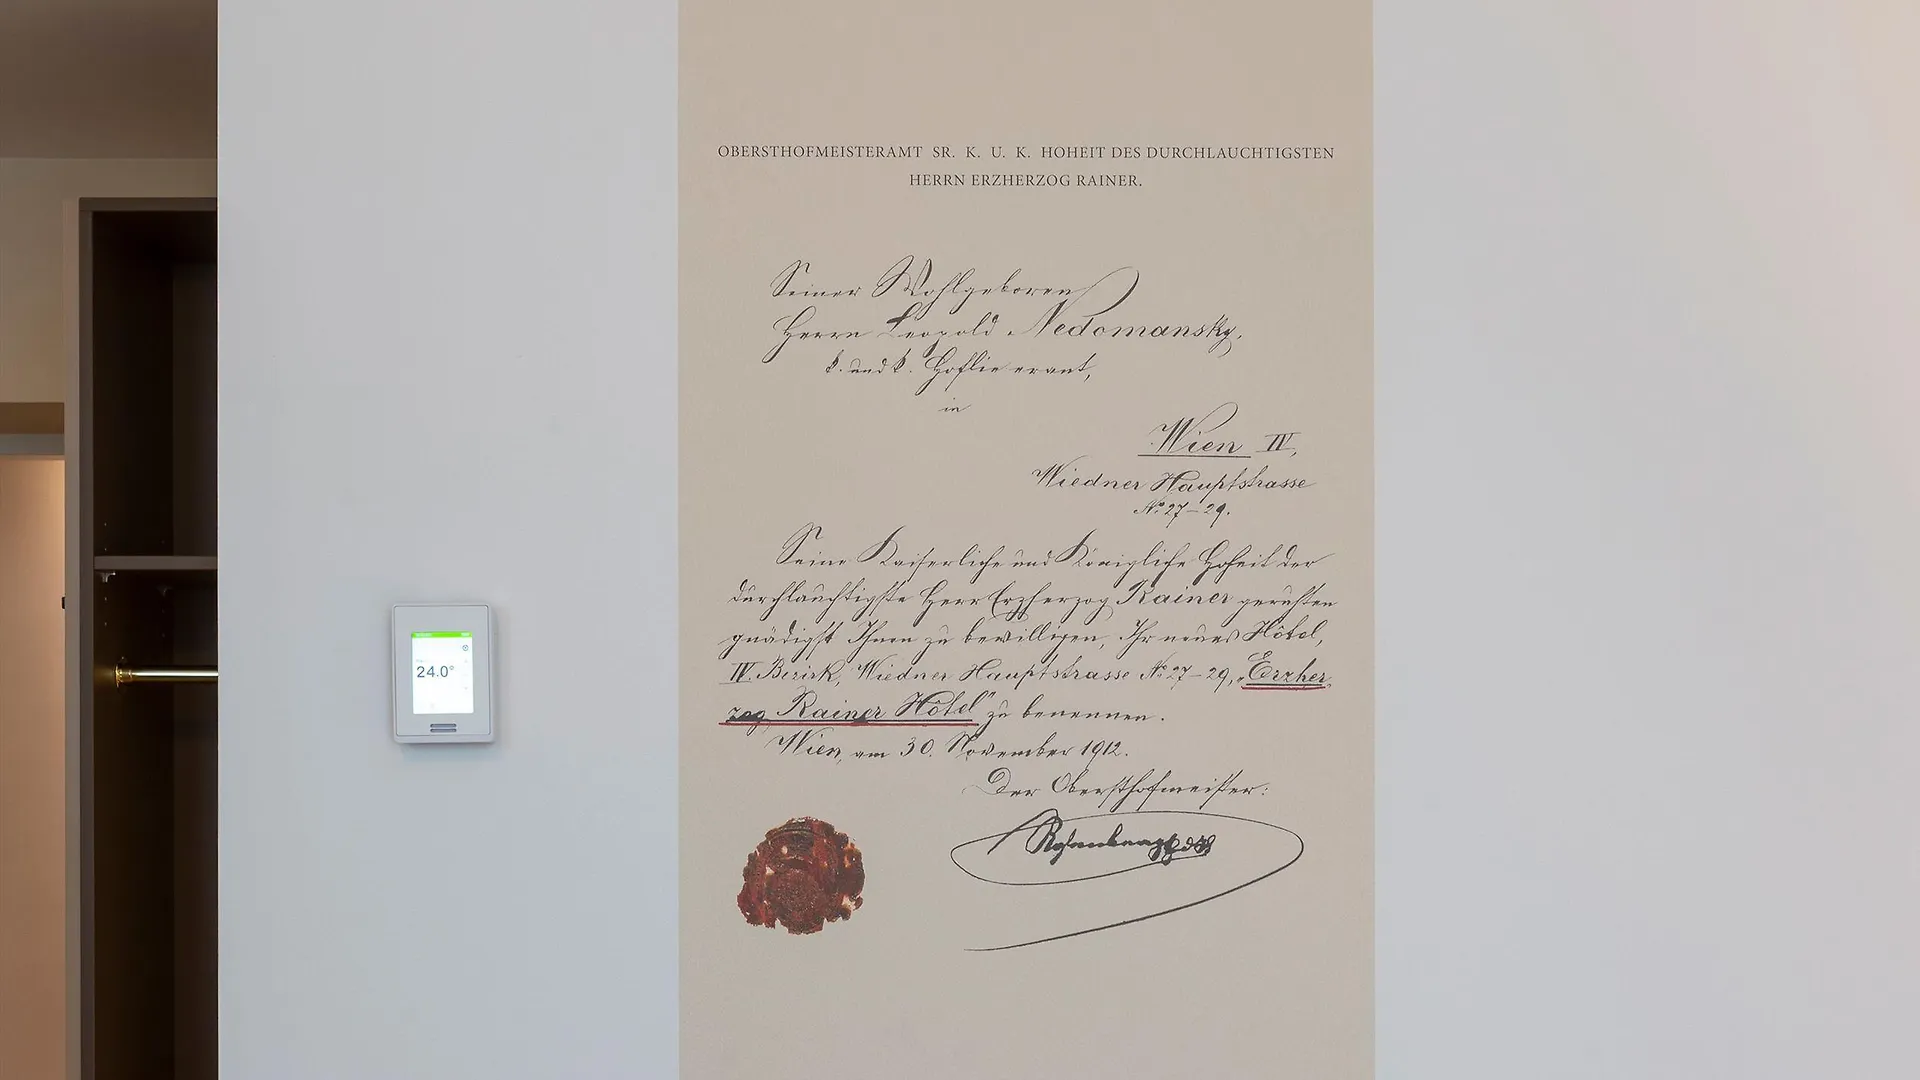 OBERSTHOFMEISTERAMT SR. K. U. K. HOHEIT DES DURCHLAUCHTIGSTEN
HERRN ERZHERZOG RAINER.
Seiner Wohlgeboren
Herrn Leopold Nedomansky,
k. und k. Hoflieferant,
in
Wien IV,
Wiedner Hauptstrasse
No. 27–29.
Seine Kaiserliche und Königliche Hoheit der
durchlauchtigste Herr Erzherzog Rainer geruhten
gnädigst Ihnen zu bewilligen, Ihr neues Hôtel,
IV. Bezirk, Wiedner Hauptstrasse No. 27–29, „Erzher
zog Rainer Hôtel" zu benennen.
Wien, am 30. November 1912.
Der Obersthofmeister:
24.0°